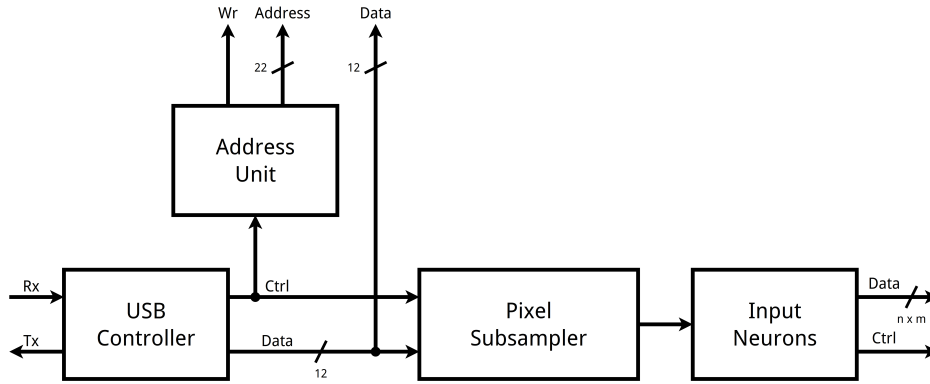 Wr
Address
Data
22
12
Address
Unit
Rx
Tx
USB
Controller
Ctrl
Data
12
Pixel
Subsampler
Input
Neurons
Data
n x m
Ctrl